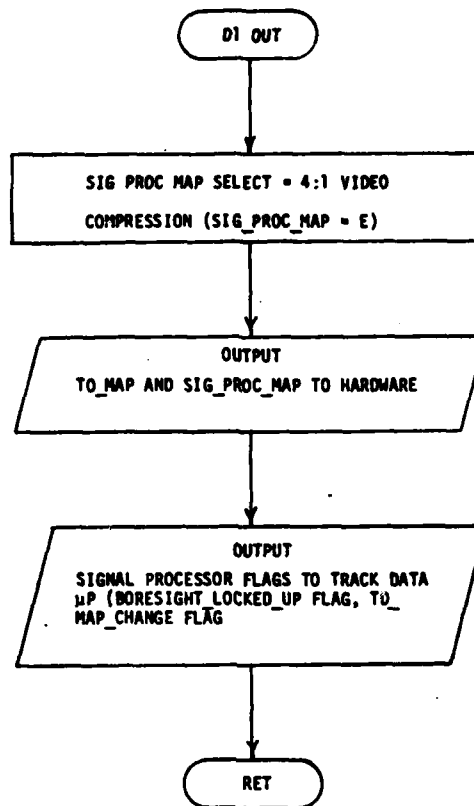 D1 OUT
SIG PROC MAP SELECT = 4:1 VIDEO
COMPRESSION (SIG_PROC_MAP = E)
OUTPUT
TO_MAP AND SIG_PROC_MAP TO HARDWARE
OUTPUT
SIGNAL PROCESSOR FLAGS TO TRACK DATA
µP (BORESIGHT_LOCKED_UP FLAG, TO_
MAP_CHANGE FLAG
RET